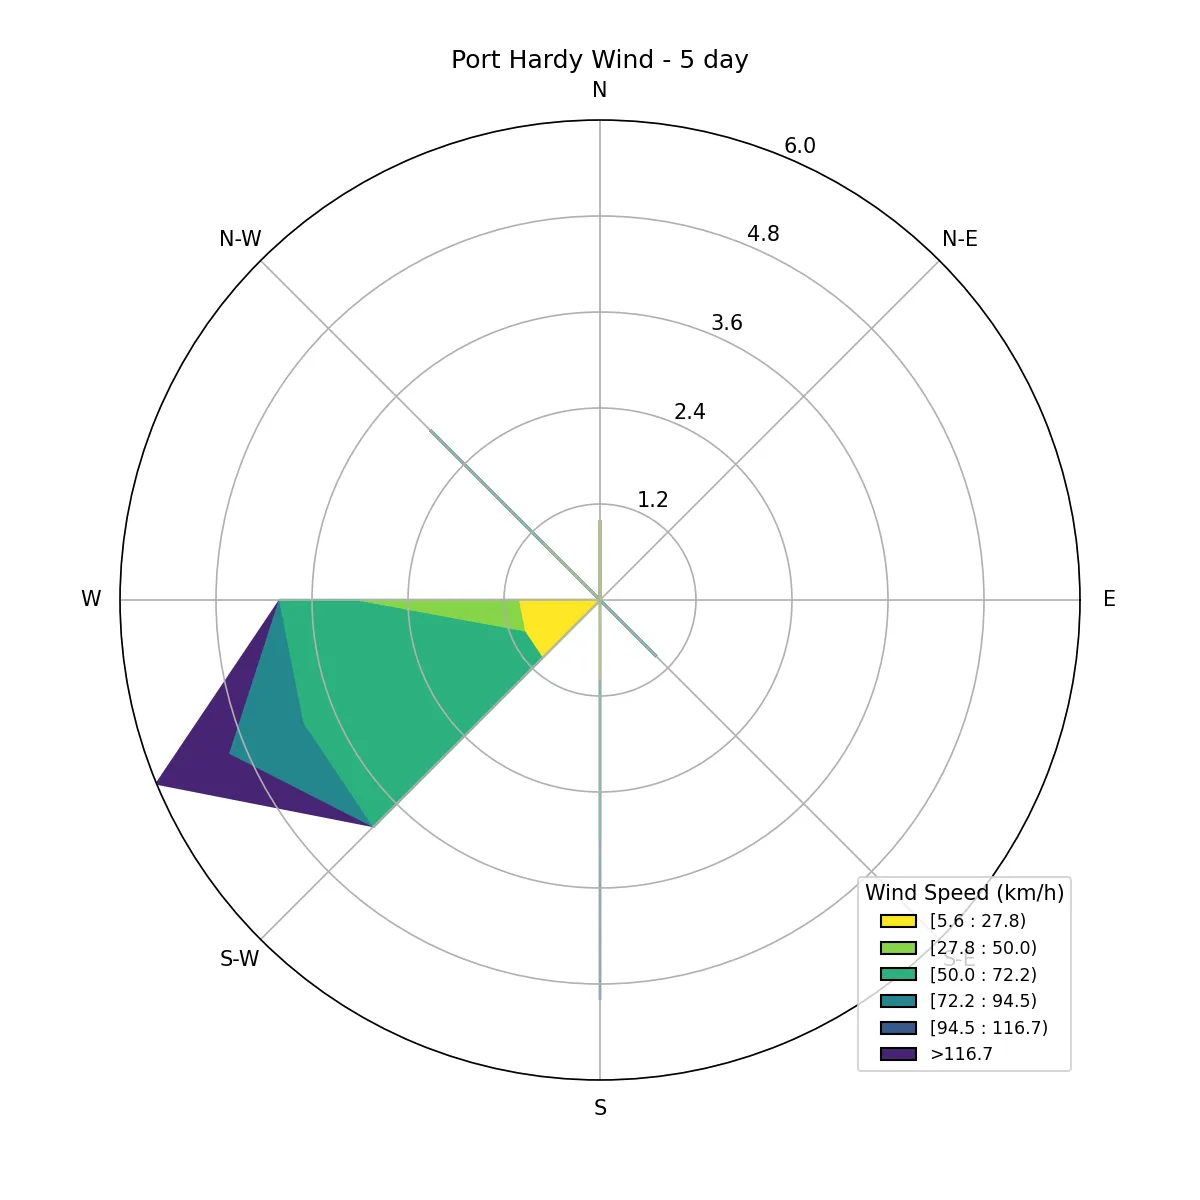 Port Hardy Wind - 5 day
N
6.0
4.8
N-W
N-E
3.6
2.4
1.2
W
E
S-W
S-E
Wind Speed (km/h)
[5.6 : 27.8)
[27.8 : 50.0)
[50.0 : 72.2)
[72.2 : 94.5)
[94.5 : 116.7)
>116.7
S